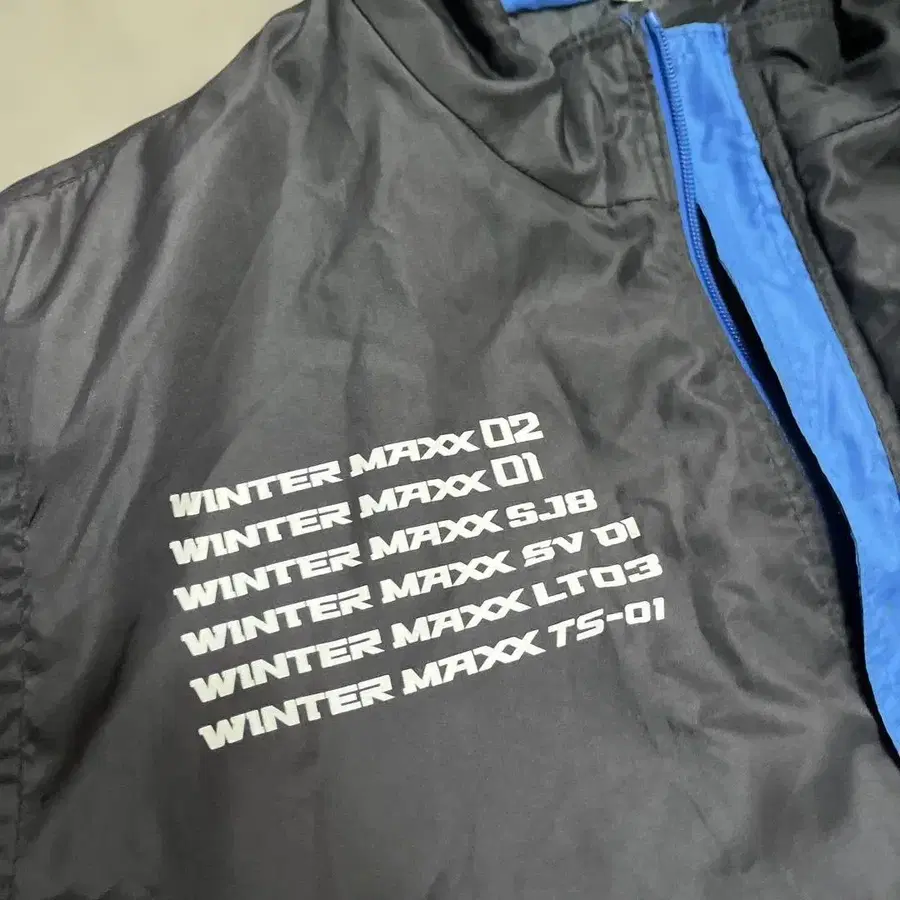 WINTER MAXX 02
WINTER MAXX 01
WINTER MAXX SJ8
WINTER MAXX SV 01
WINTER MAXX LT03
WINTER MAXX TS-01